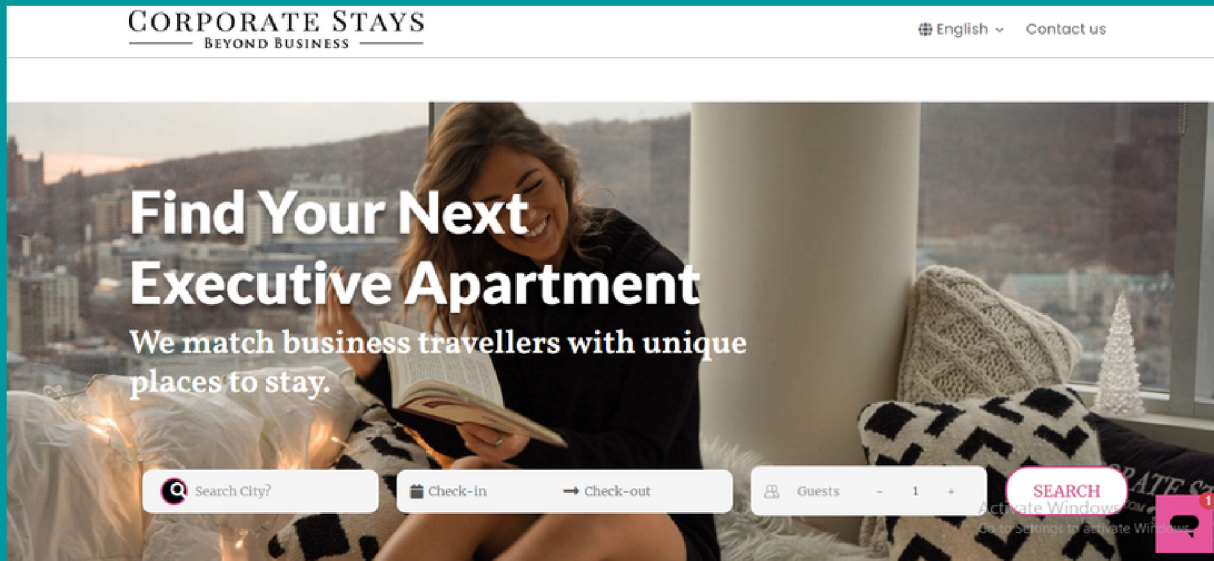 CORPORATE STAYS
BEYOND BUSINESS
English
Contact us
Find Your Next
Executive Apartment
We match business travellers with unique
places to stay.
Search City?
Check-in
Check-out
Guests
-
1
+
SEARCH
Activate Windows
Go to Settings to activate Windows.
1